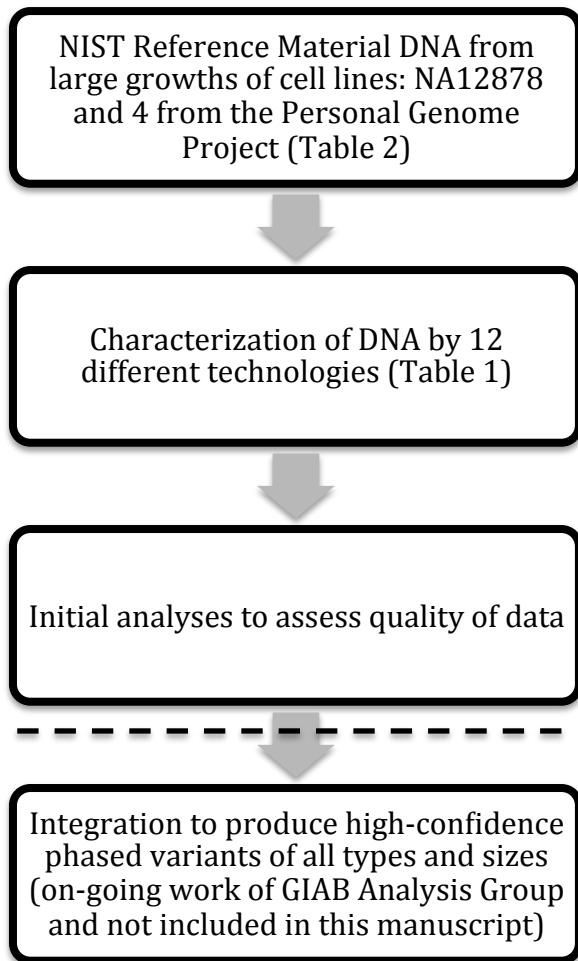 NIST Reference Material DNA from
large growths of cell lines: NA12878
and 4 from the Personal Genome
Project (Table 2)
Characterization of DNA by 12
different technologies (Table 1)
Initial analyses to assess quality of data
Integration to produce high-confidence
phased variants of all types and sizes
(on-going work of GIAB Analysis Group
and not included in this manuscript)